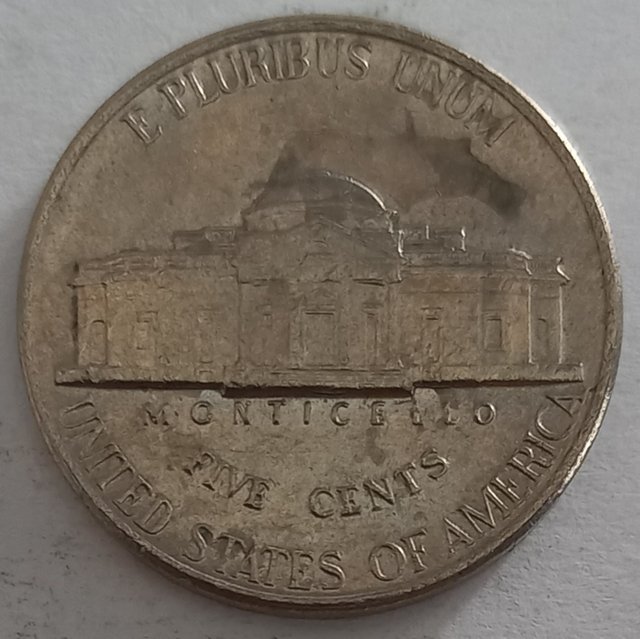 E PLURIBUS UNUM
MONTICELLO
FIVE CENTS
UNITED STATES OF AMERICA